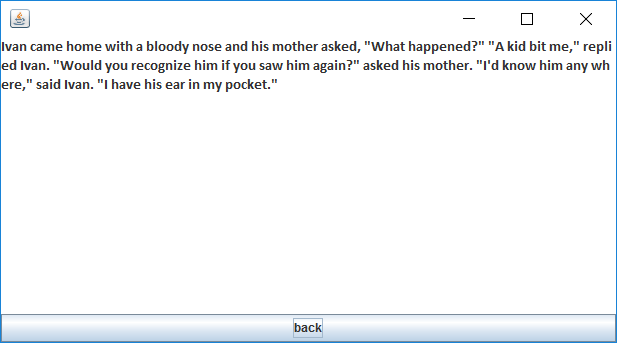 Ivan came home with a bloody nose and his mother asked, "What happened?" "A kid bit me," repli
ed Ivan. "Would you recognize him if you saw him again?" asked his mother. "I'd know him any wh
ere," said Ivan. "I have his ear in my pocket."
back